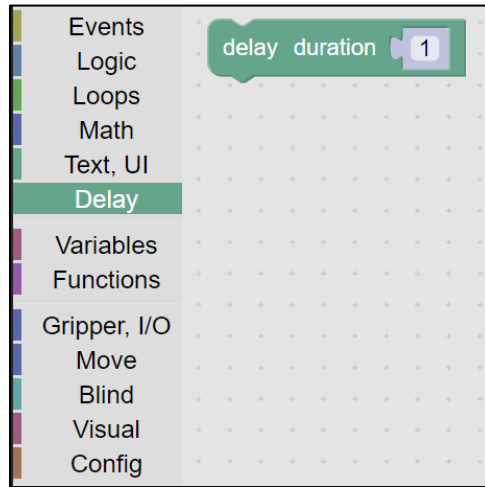 Events
Logic
Loops
Math
Text, UI
Delay
Variables
Functions
Gripper, I/O
Move
Blind
Visual
Config
delay duration 1